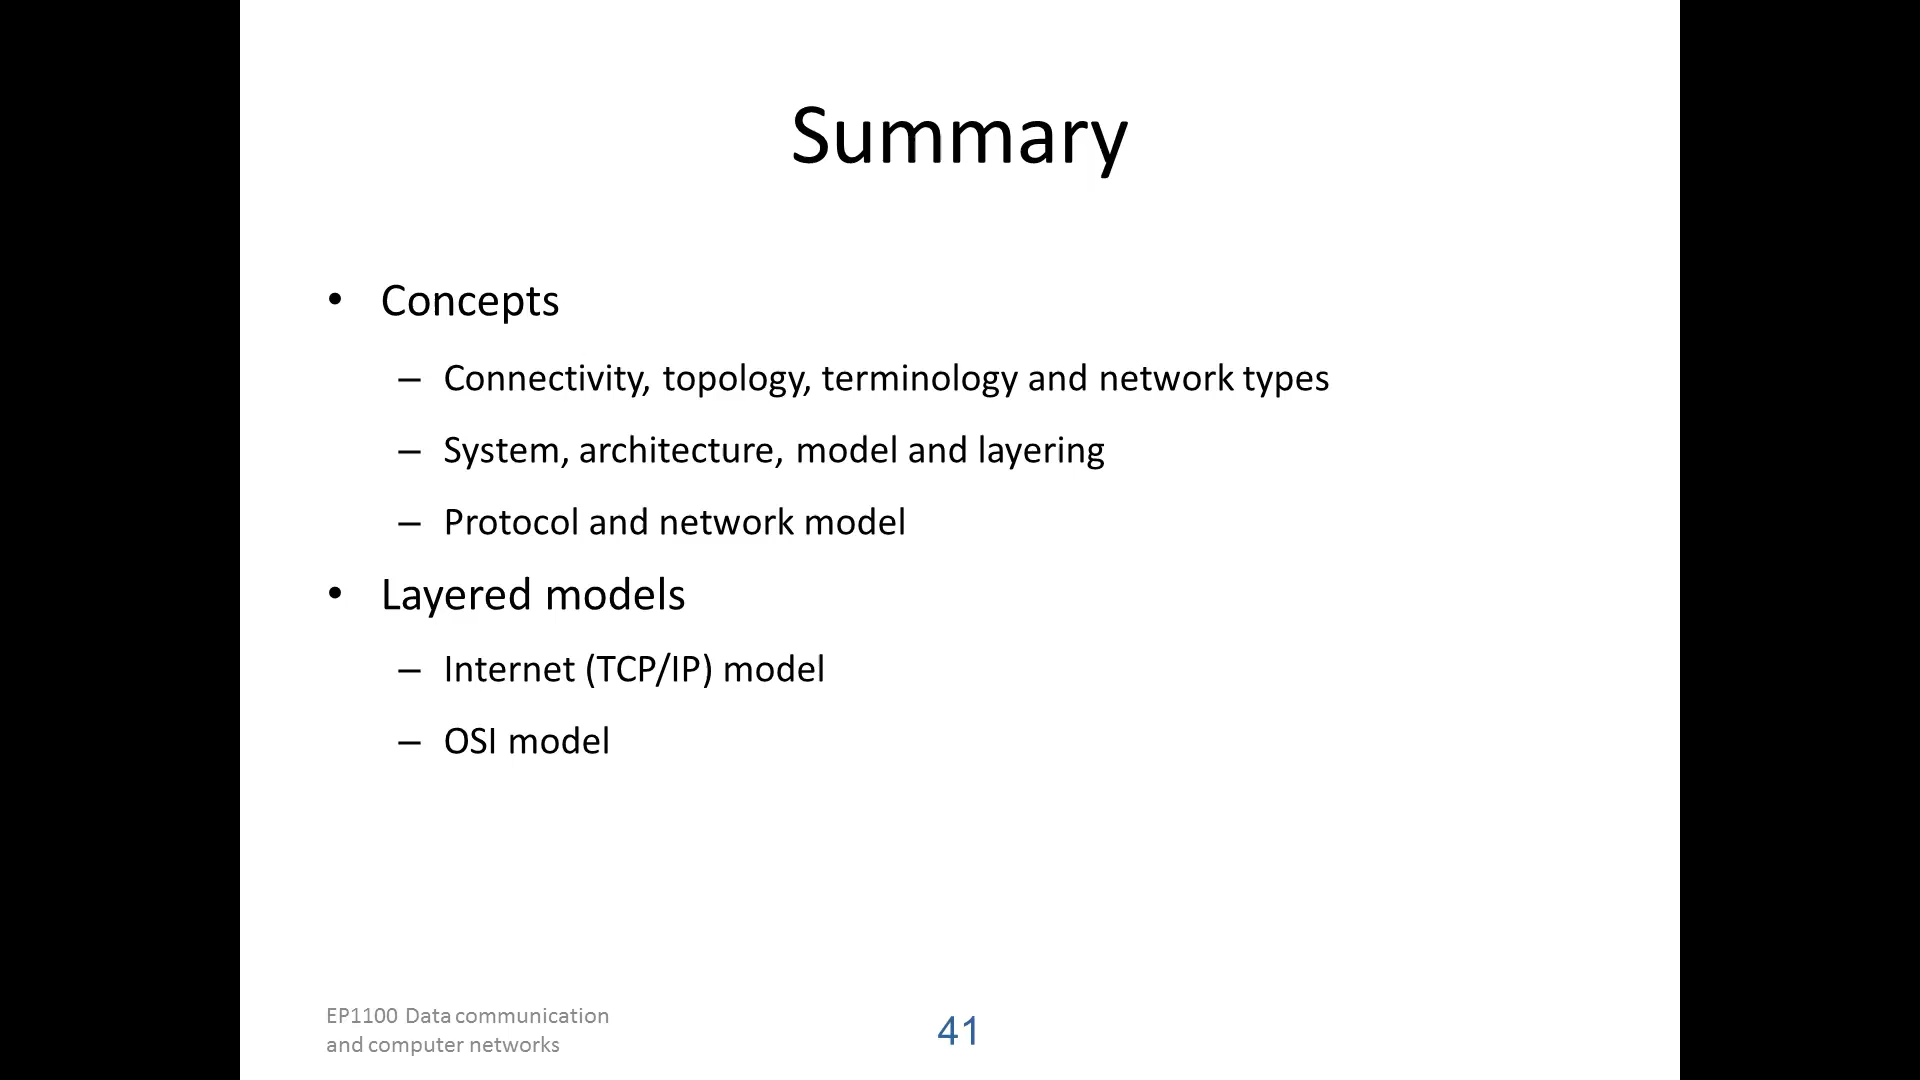 Summary
• Concepts
– Connectivity, topology, terminology and network types
– System, architecture, model and layering
– Protocol and network model
• Layered models
– Internet (TCP/IP) model
– OSI model
EP1100 Data communication
and computer networks
41